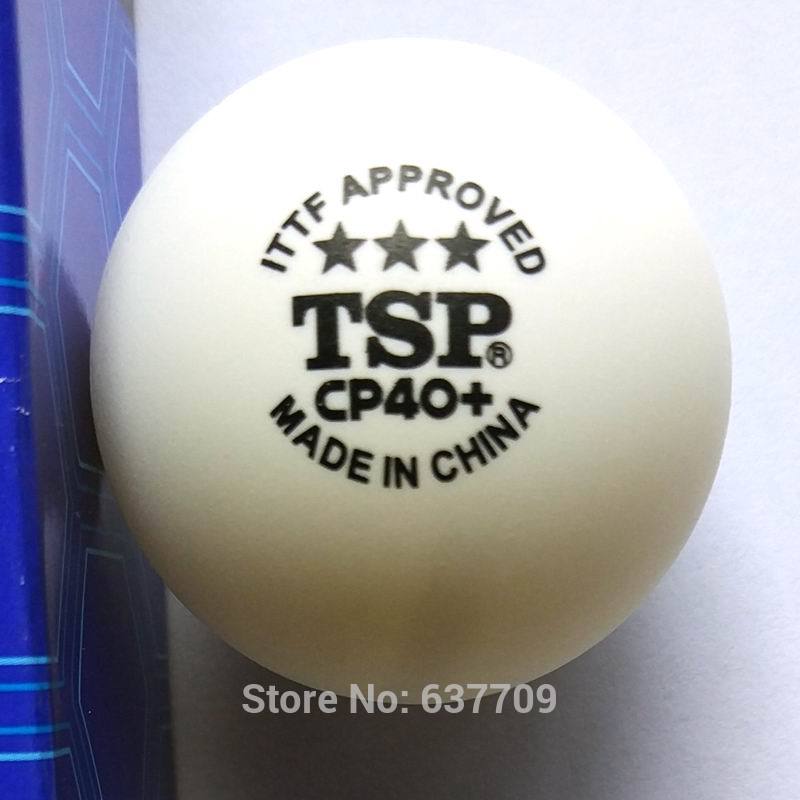 ITTF APPROVED
★★★
TSP®
CP40+
MADE IN CHINA
Store No: 637709